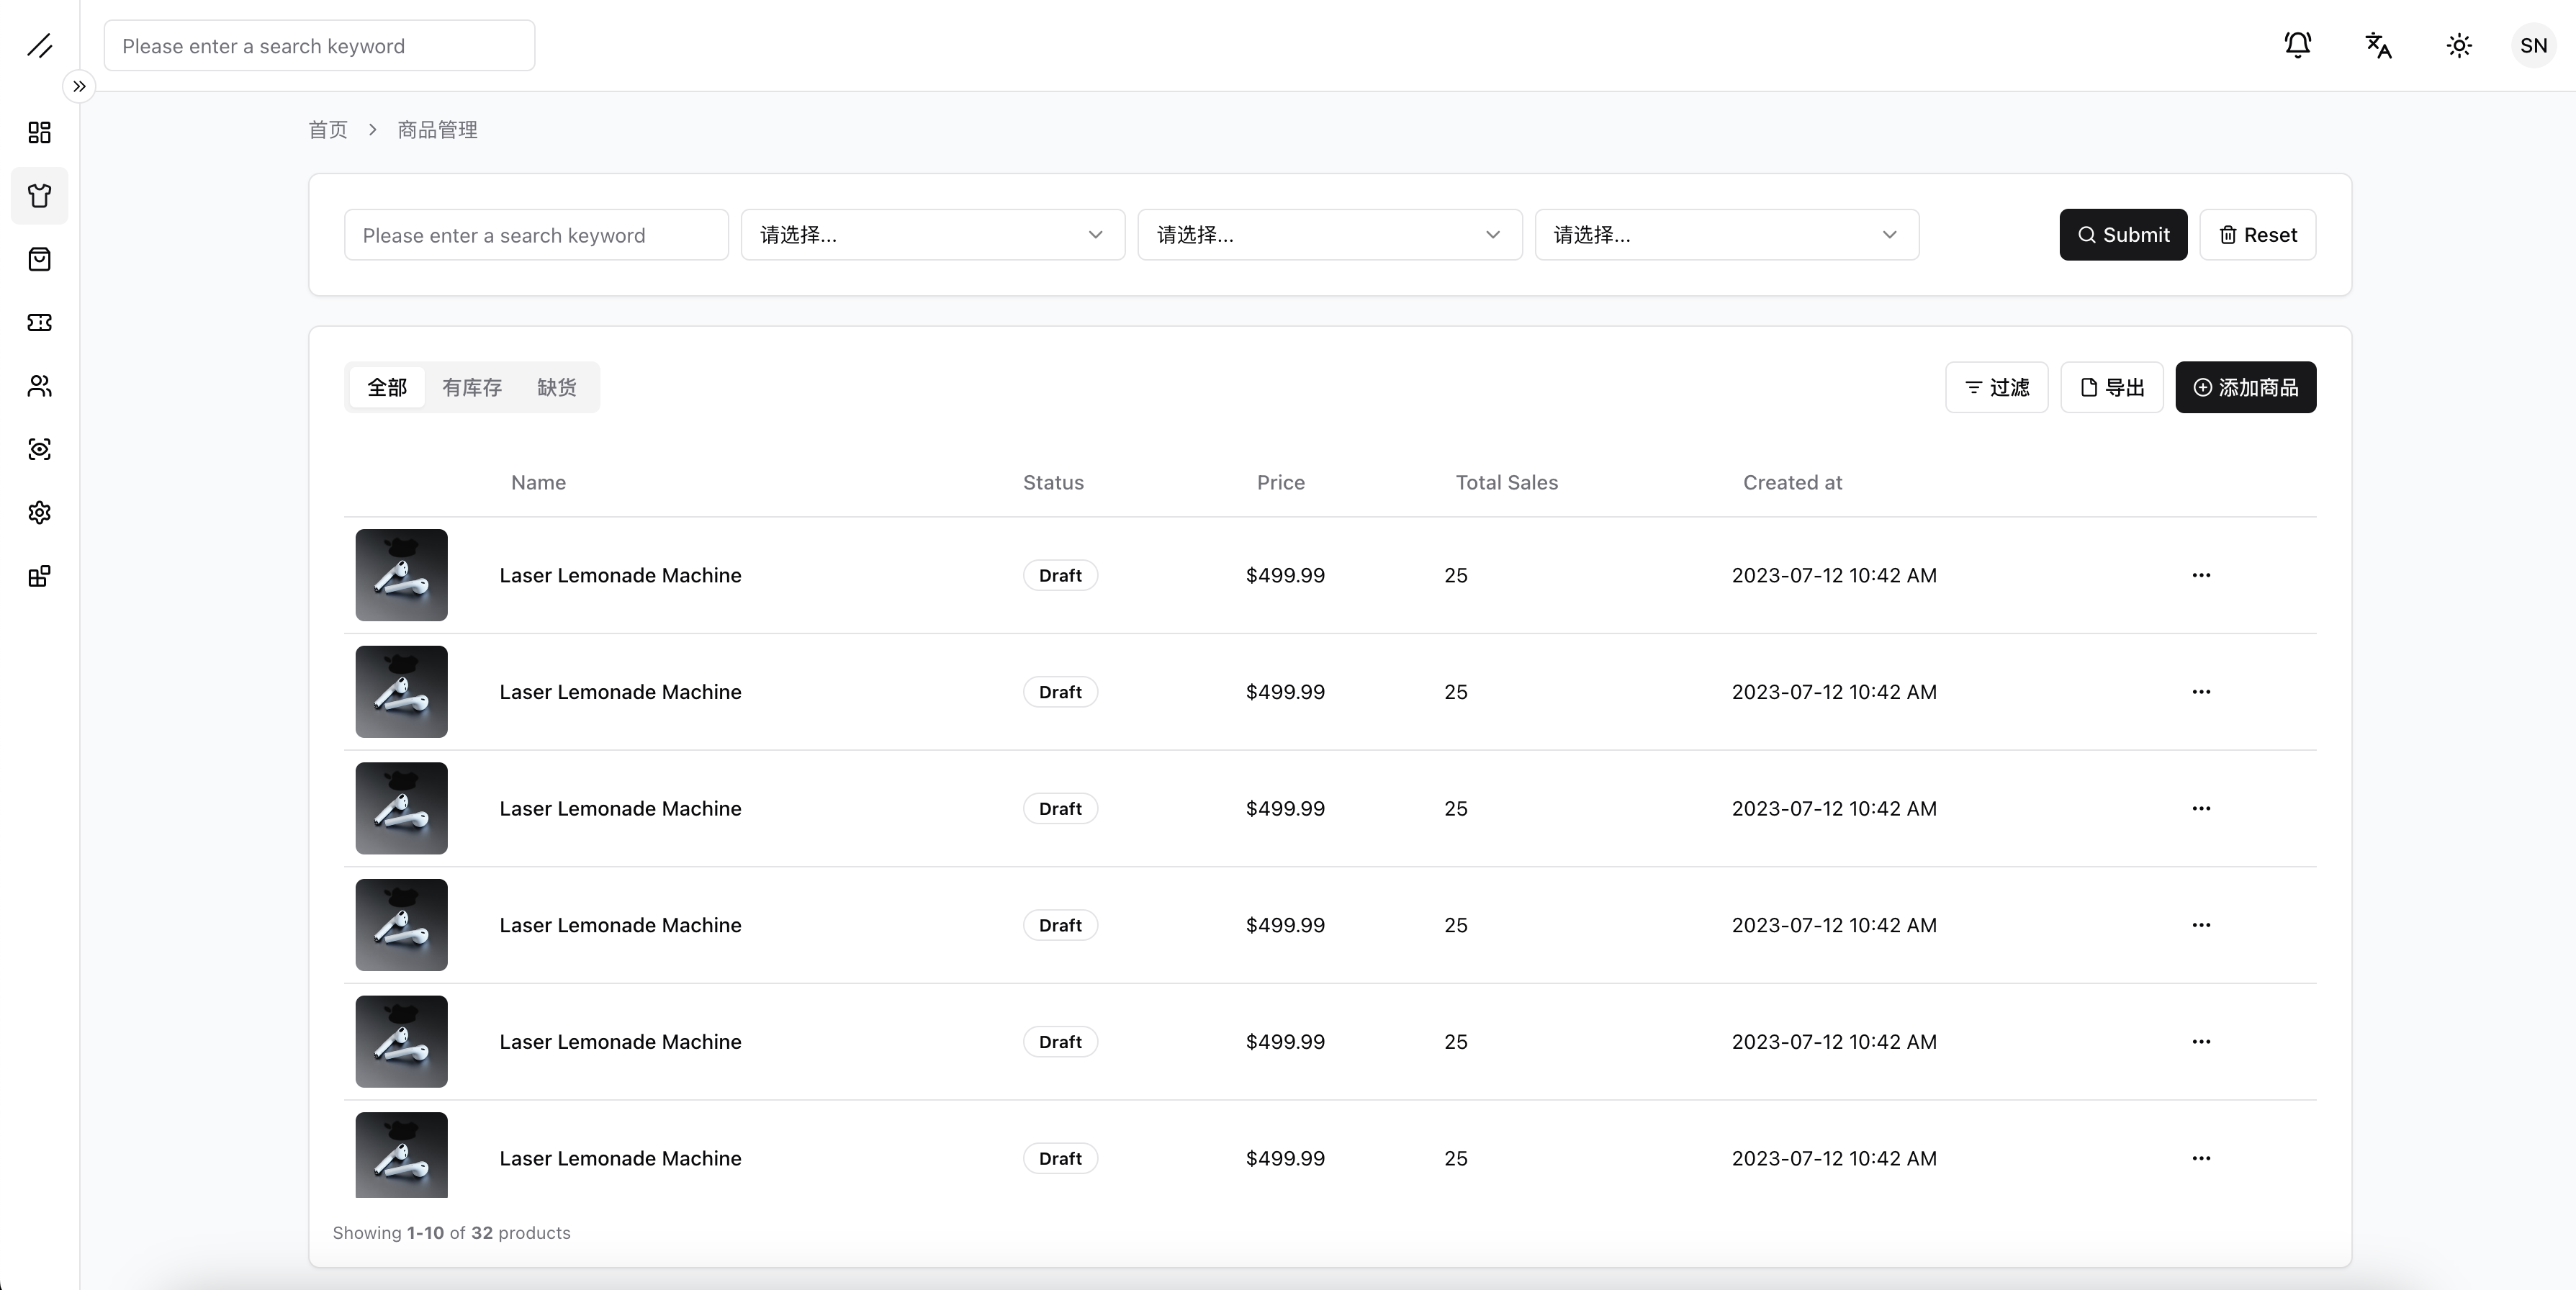 Please enter a search keyword
SN
首页 > 商品管理
Please enter a search keyword 请选择... 请选择... 请选择... Submit Reset
全部 有库存 缺货 过滤 导出 添加商品
Name Status Price Total Sales Created at
Laser Lemonade Machine Draft $499.99 25 2023-07-12 10:42 AM
Laser Lemonade Machine Draft $499.99 25 2023-07-12 10:42 AM
Laser Lemonade Machine Draft $499.99 25 2023-07-12 10:42 AM
Laser Lemonade Machine Draft $499.99 25 2023-07-12 10:42 AM
Laser Lemonade Machine Draft $499.99 25 2023-07-12 10:42 AM
Laser Lemonade Machine Draft $499.99 25 2023-07-12 10:42 AM
Showing 1-10 of 32 products